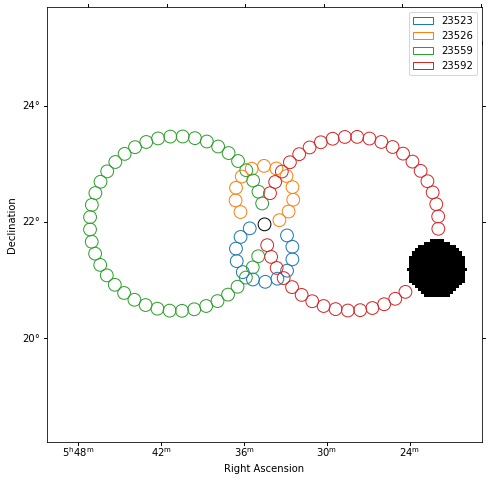 23523
23526
23559
23592
24°
22°
20°
Declination
5ʰ48ᵐ
42ᵐ
36ᵐ
30ᵐ
24ᵐ
Right Ascension